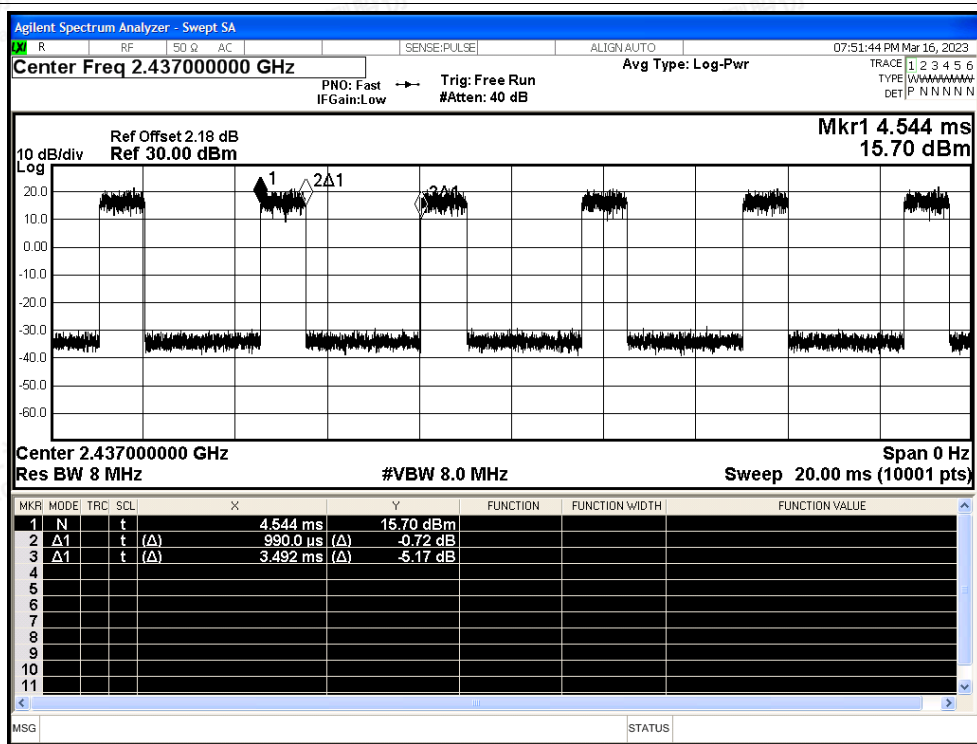 Agilent Spectrum Analyzer - Swept SA
LXI R RF 50 Ω AC SENSE:PULSE ALIGN AUTO 07:51:44 PM Mar 16, 2023
Center Freq 2.437000000 GHz
PNO: Fast
IFGain:Low
Trig: Free Run
#Atten: 40 dB
Avg Type: Log-Pwr
TRACE 1 2 3 4 5 6
TYPE
DET P N N N N N
Mkr1 4.544 ms
15.70 dBm
Ref Offset 2.18 dB
10 dB/div Ref 30.00 dBm
Log
1 2Δ1 3Δ1
20.0
10.0
0.00
-10.0
-20.0
-30.0
-40.0
-50.0
-60.0
Center 2.437000000 GHz Span 0 Hz
Res BW 8 MHz #VBW 8.0 MHz Sweep 20.00 ms (10001 pts)
MKR MODE TRC SCL X Y FUNCTION FUNCTION WIDTH FUNCTION VALUE
1 N t 4.544 ms 15.70 dBm
2 Δ1 t (Δ) 990.0 µs (Δ) -0.72 dB
3 Δ1 t (Δ) 3.492 ms (Δ) -5.17 dB
4
5
6
7
8
9
10
11
MSG STATUS